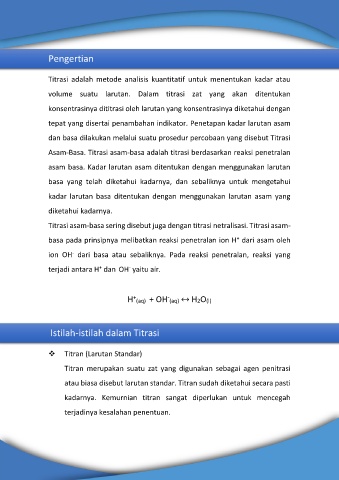 Pengertian
Titrasi adalah metode analisis kuantitatif untuk menentukan kadar atau
volume suatu larutan. Dalam titrasi zat yang akan ditentukan
konsentrasinya dititrasi oleh larutan yang konsentrasinya diketahui dengan
tepat yang disertai penambahan indikator. Penetapan kadar larutan asam
dan basa dilakukan melalui suatu prosedur percobaan yang disebut Titrasi
Asam-Basa. Titrasi asam-basa adalah titrasi berdasarkan reaksi penetralan
asam basa. Kadar larutan asam ditentukan dengan menggunakan larutan
basa yang telah diketahui kadarnya, dan sebaliknya untuk mengetahui
kadar larutan basa ditentukan dengan menggunakan larutan asam yang
diketahui kadarnya.
Titrasi asam-basa sering disebut juga dengan titrasi netralisasi. Titrasi asam-
basa pada prinsipnya melibatkan reaksi penetralan ion H⁺ dari asam oleh
ion OH⁻ dari basa atau sebaliknya. Pada reaksi penetralan, reaksi yang
terjadi antara H⁺ dan OH⁻ yaitu air.
H⁺(aq) + OH⁻(aq) ↔ H₂O(l)
Istilah-istilah dalam Titrasi
❖ Titran (Larutan Standar)
Titran merupakan suatu zat yang digunakan sebagai agen penitrasi
atau biasa disebut larutan standar. Titran sudah diketahui secara pasti
kadarnya. Kemurnian titran sangat diperlukan untuk mencegah
terjadinya kesalahan penentuan.